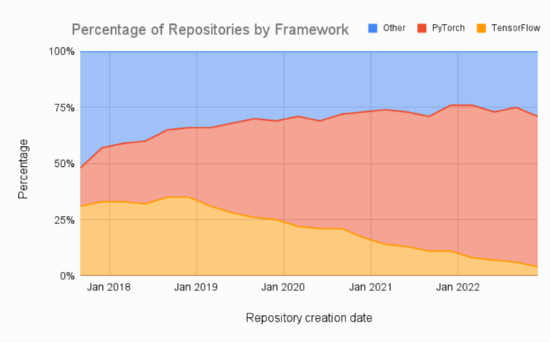 Percentage of Repositories by Framework
Other
PyTorch
TensorFlow
100%
75%
50%
25%
0%
Percentage
Jan 2018
Jan 2019
Jan 2020
Jan 2021
Jan 2022
Repository creation date